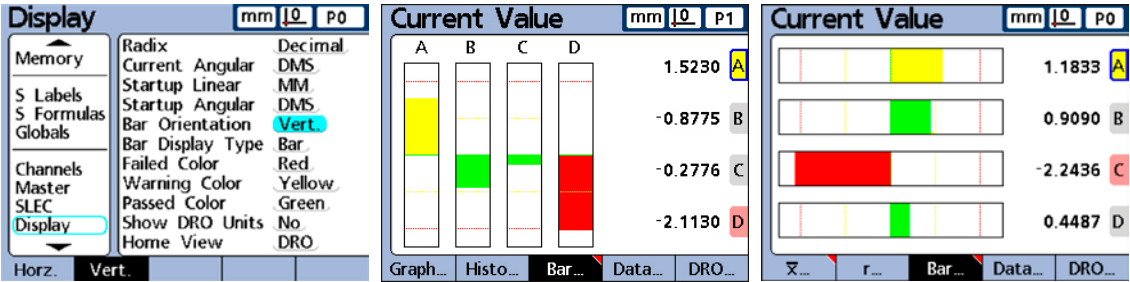 Display mm 0 P0
Memory
S Labels
S Formulas
Globals
Channels
Master
SLEC
Display
Radix Decimal
Current Angular DMS
Startup Linear MM
Startup Angular DMS
Bar Orientation Vert.
Bar Display Type Bar
Failed Color Red
Warning Color Yellow
Passed Color Green
Show DRO Units No
Home View DRO
Horz. Vert.
Current Value mm 0 P1
A B C D
1.5230 A
-0.8775 B
-0.2776 C
-2.1130 D
Graph... Histo... Bar... Data... DRO...
Current Value mm 0 P0
1.1833 A
0.9090 B
-2.2436 C
0.4487 D
x̅... r... Bar... Data... DRO...